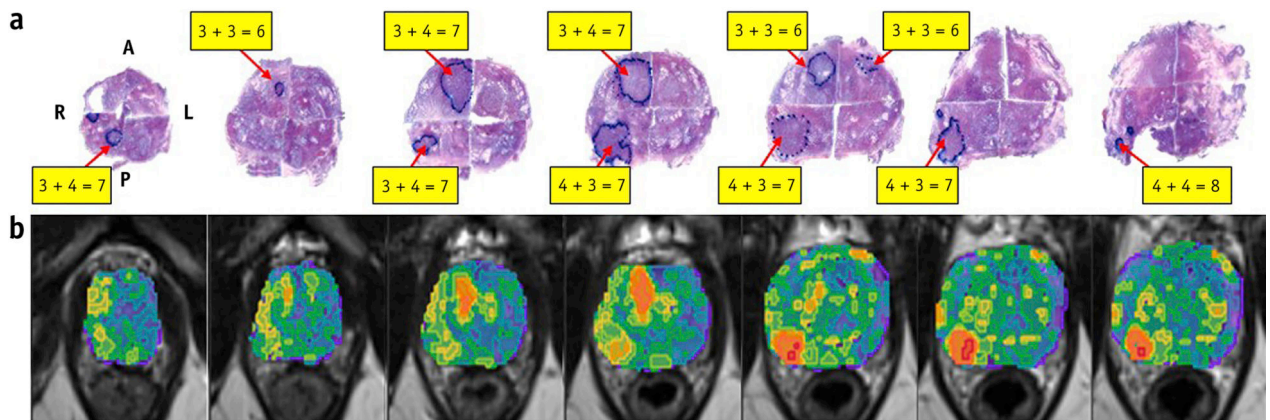 a
A
R
L
P
3 + 4 = 7
3 + 3 = 6
3 + 4 = 7
3 + 4 = 7
3 + 4 = 7
4 + 3 = 7
3 + 3 = 6
3 + 3 = 6
4 + 3 = 7
4 + 3 = 7
4 + 4 = 8
b